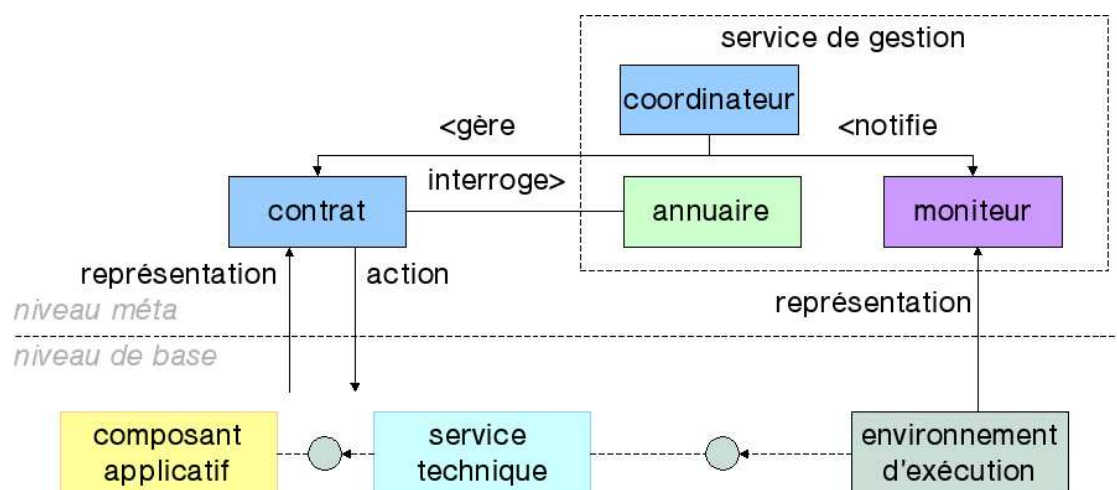 service de gestion
coordinateur
<gère
<notifie
interroge>
contrat
annuaire
moniteur
représentation
action
représentation
niveau méta
niveau de base
composant
applicatif
service
technique
environnement
d'exécution